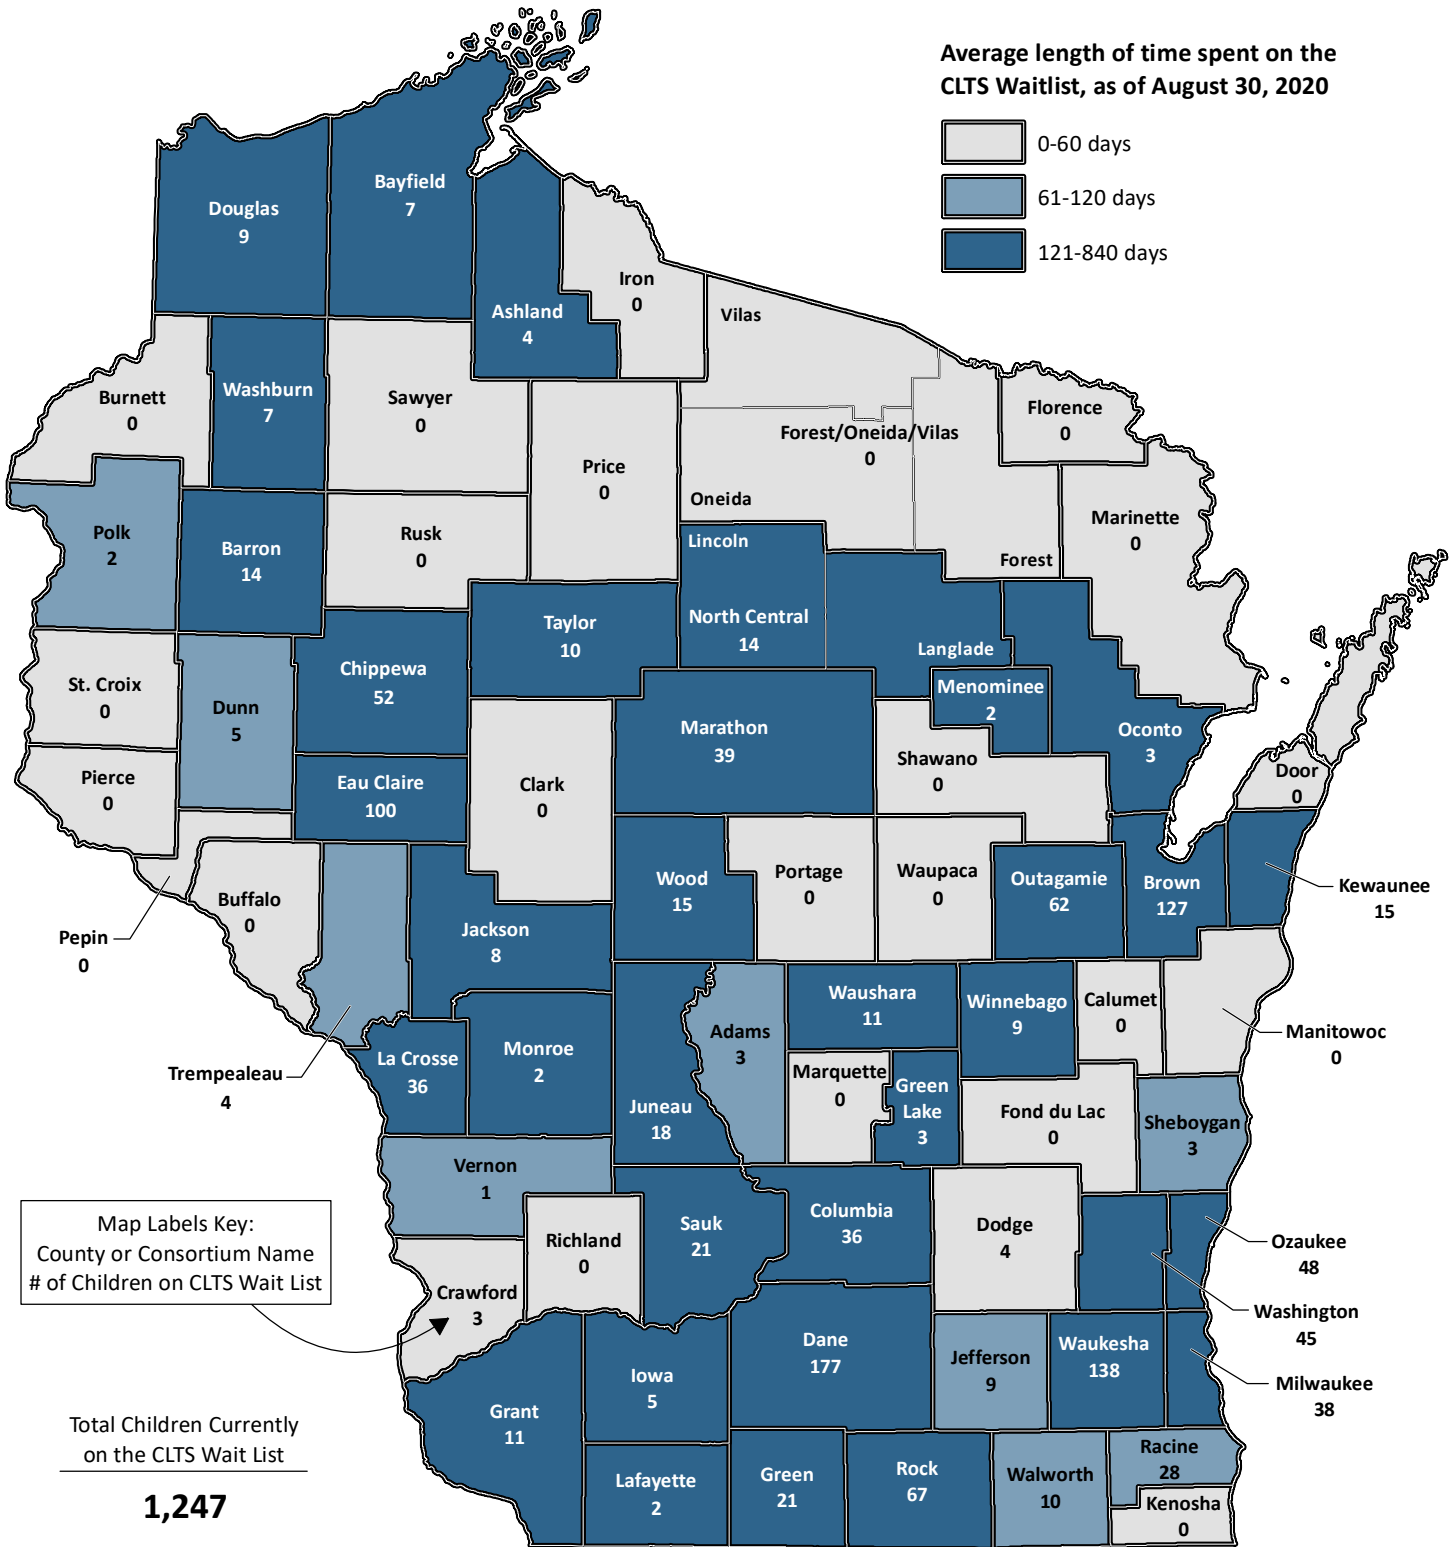 Average length of time spent on the
CLTS Waitlist, as of August 30, 2020
0-60 days
61-120 days
121-840 days
Douglas
9
Bayfield
7
Ashland
4
Iron
0
Vilas
Burnett
0
Washburn
7
Sawyer
0
Price
0
Forest/Oneida/Vilas
0
Oneida
Forest
Florence
0
Marinette
0
Polk
2
Barron
14
Rusk
0
Lincoln
North Central
14
Langlade
Taylor
10
Chippewa
52
St. Croix
0
Dunn
5
Menominee
2
Oconto
3
Marathon
39
Shawano
0
Door
0
Pierce
0
Eau Claire
100
Clark
0
Pepin
0
Buffalo
0
Wood
15
Portage
0
Waupaca
0
Outagamie
62
Brown
127
Kewaunee
15
Jackson
8
Trempealeau
4
La Crosse
36
Monroe
2
Juneau
18
Adams
3
Waushara
11
Winnebago
9
Calumet
0
Manitowoc
0
Marquette
0
Green
Lake
3
Fond du Lac
0
Sheboygan
3
Vernon
1
Richland
0
Sauk
21
Columbia
36
Dodge
4
Ozaukee
48
Washington
45
Map Labels Key:
County or Consortium Name
# of Children on CLTS Wait List
Crawford
3
Dane
177
Jefferson
9
Waukesha
138
Milwaukee
38
Grant
11
Iowa
5
Lafayette
2
Green
21
Rock
67
Walworth
10
Racine
28
Kenosha
0
Total Children Currently
on the CLTS Wait List
1,247